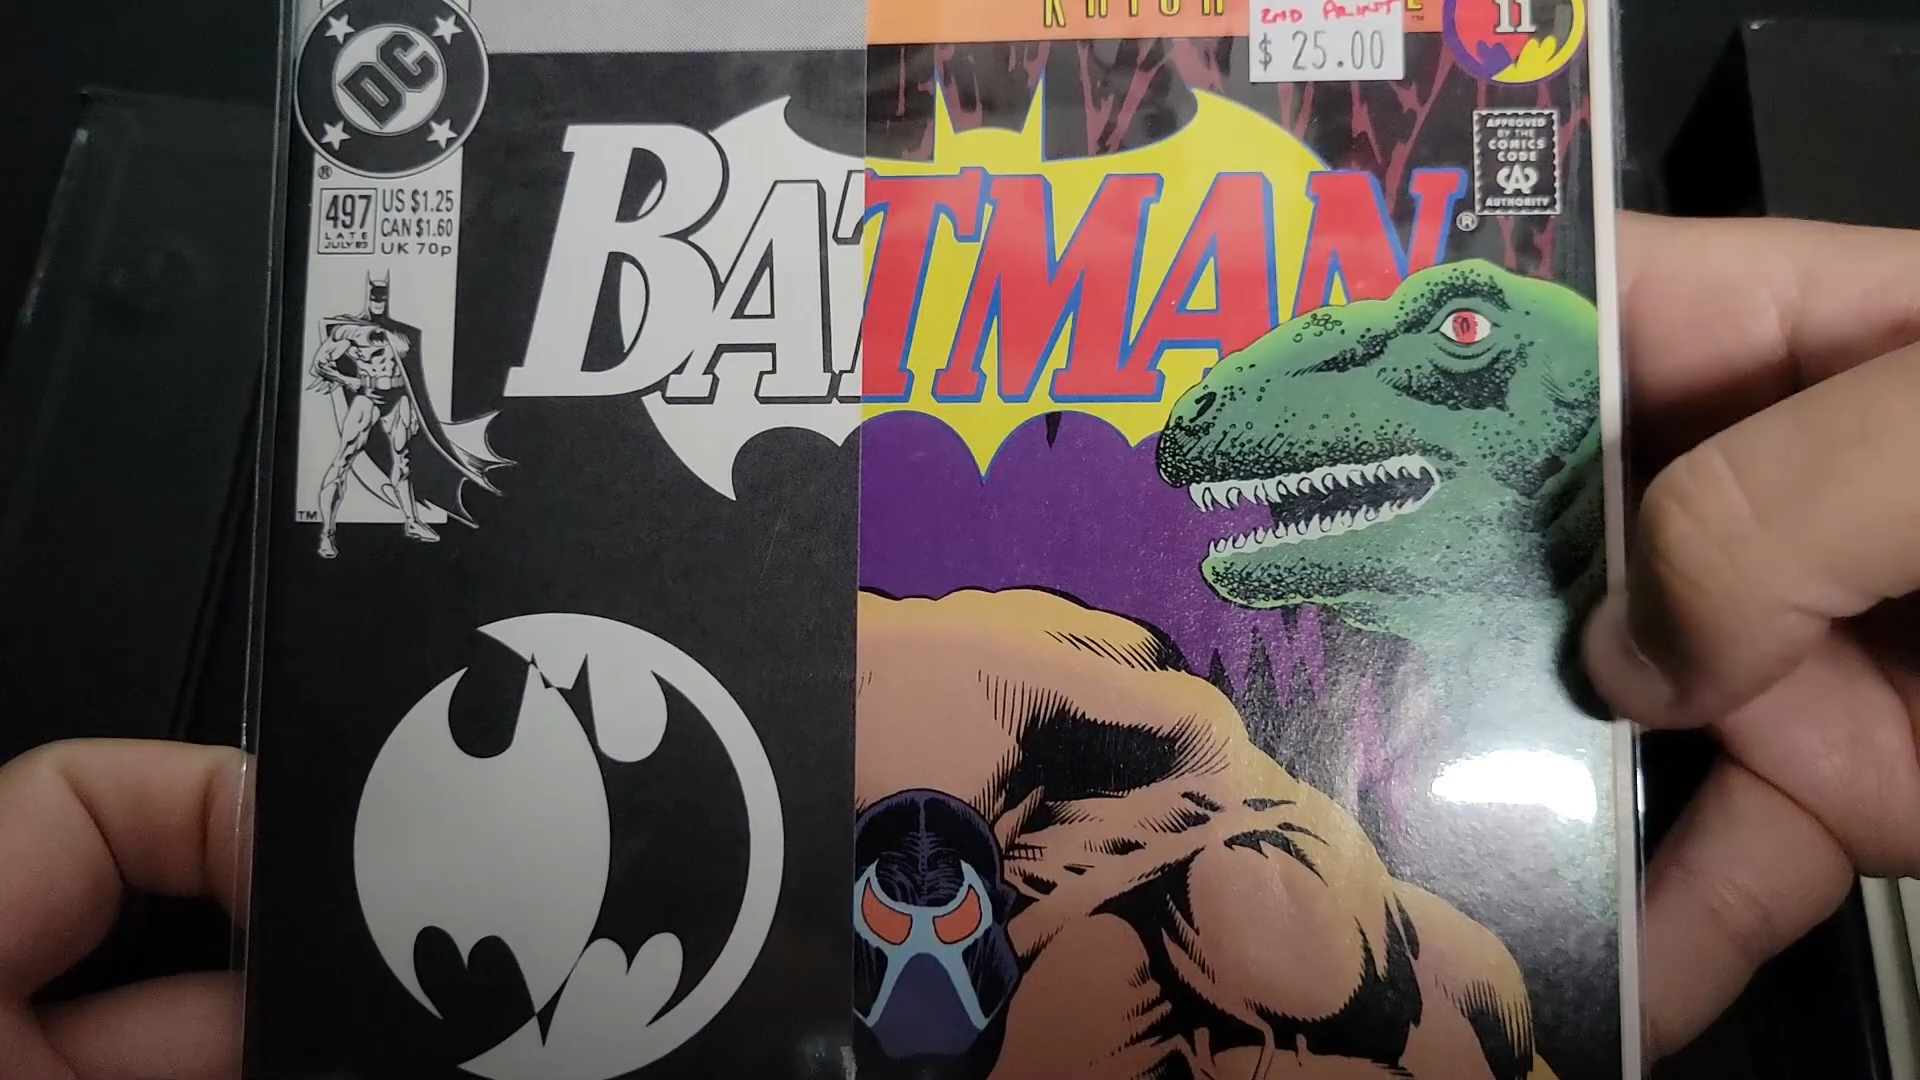 2ND PRINT
$ 25.00
11
DC
®
497
LATE
JULY 93
US $1.25
CAN $1.60
UK 70p
TM
BATMAN
®
APPROVED
BY THE
COMICS
CODE
CA
AUTHORITY